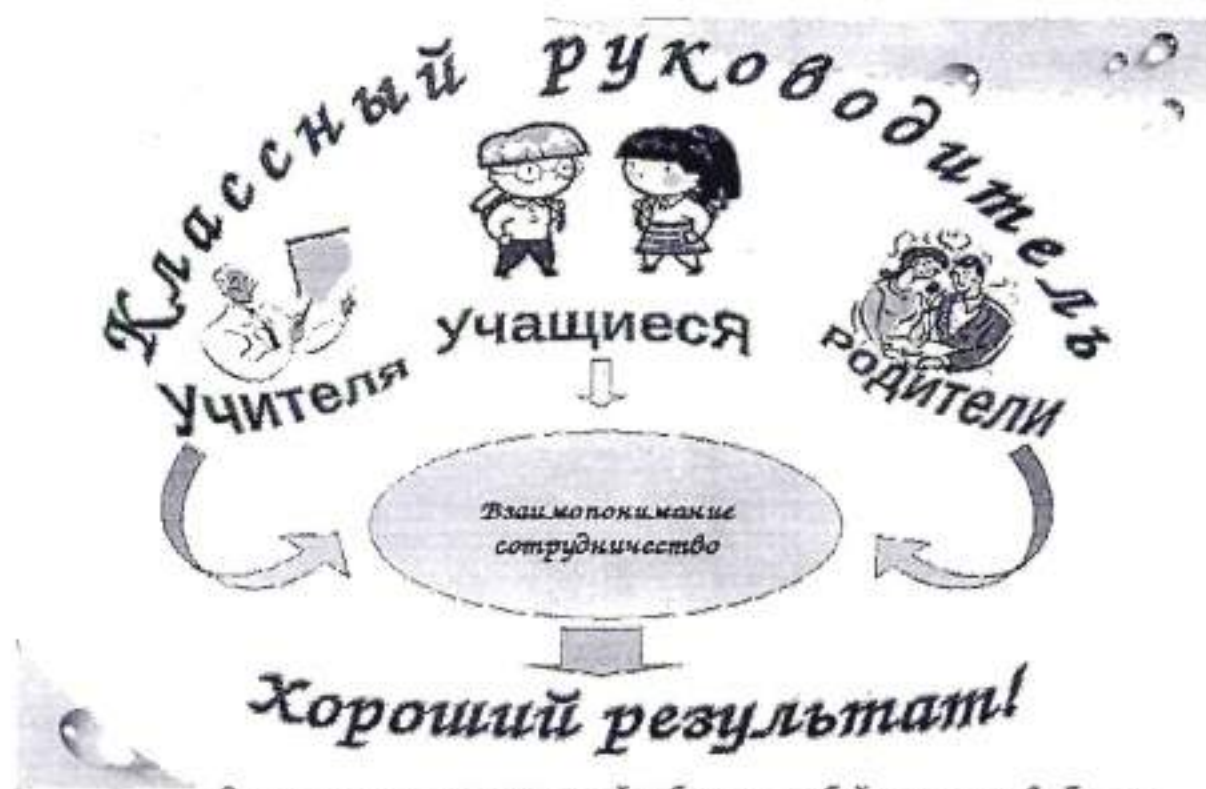 Классный руководитель
Учителя
Учащиеся
Родители
Взаимопонимание
сотрудничество
Хороший результат!